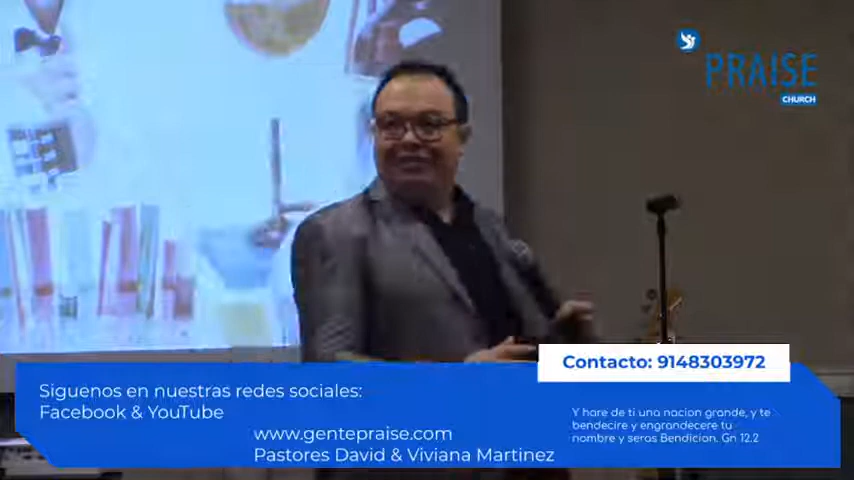 PRAISE
CHURCH
Contacto: 9148303972
Siguenos en nuestras redes sociales:
Facebook & YouTube
www.gentepraise.com
Pastores David & Viviana Martinez
Y hare de ti una nacion grande, y te
bendecire y engrandecere tu
nombre y seras Bendicion. Gn 12.2